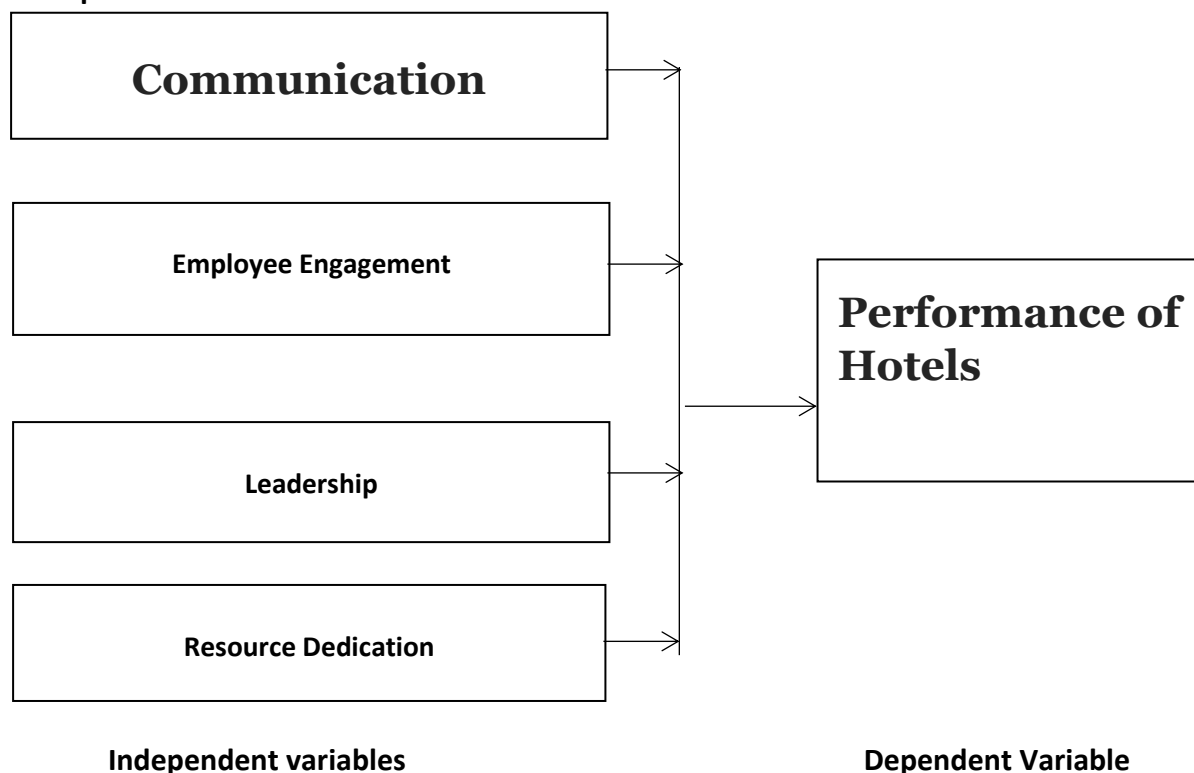 Communication
Employee Engagement
Performance of
Hotels
Leadership
Resource Dedication
Independent variables
Dependent Variable